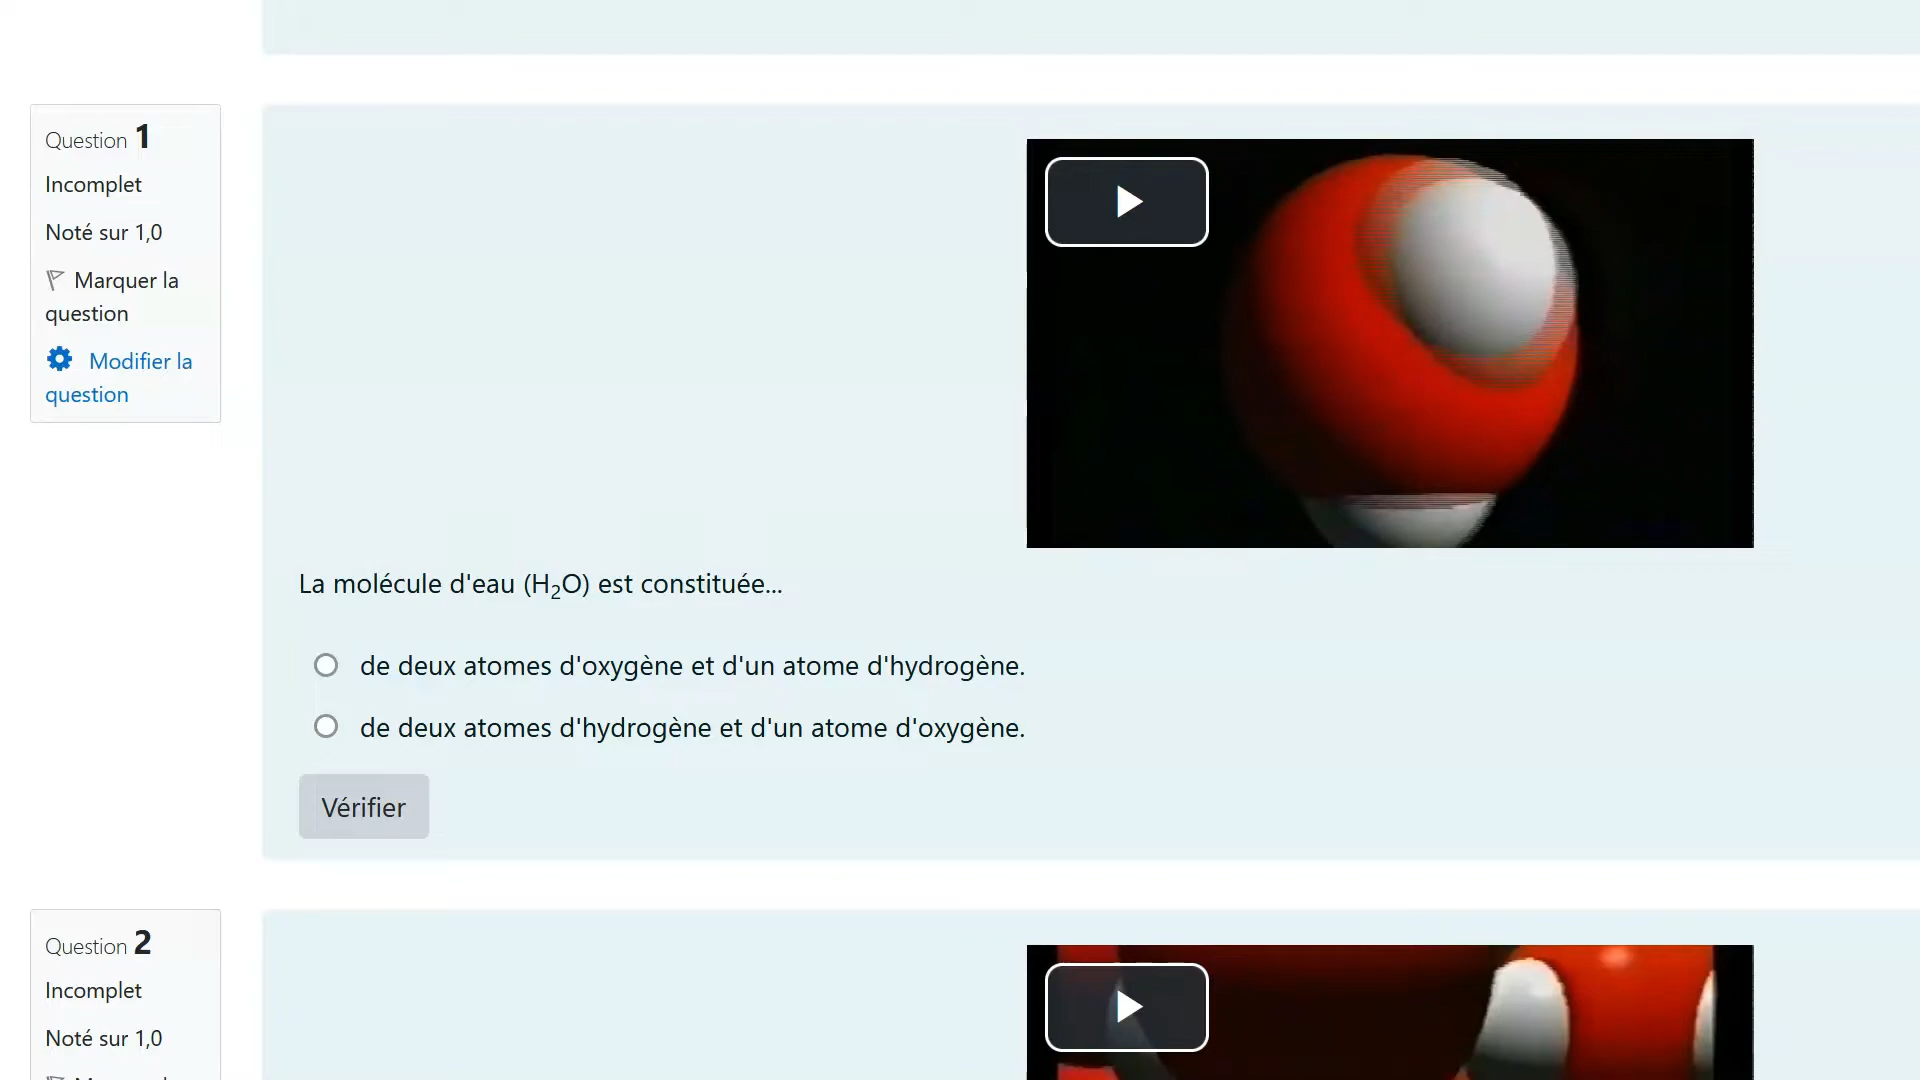 Question 1
Incomplet
Noté sur 1,0
Marquer la
question
Modifier la
question
La molécule d'eau (H₂O) est constituée...
de deux atomes d'oxygène et d'un atome d'hydrogène.
de deux atomes d'hydrogène et d'un atome d'oxygène.
Vérifier
Question 2
Incomplet
Noté sur 1,0